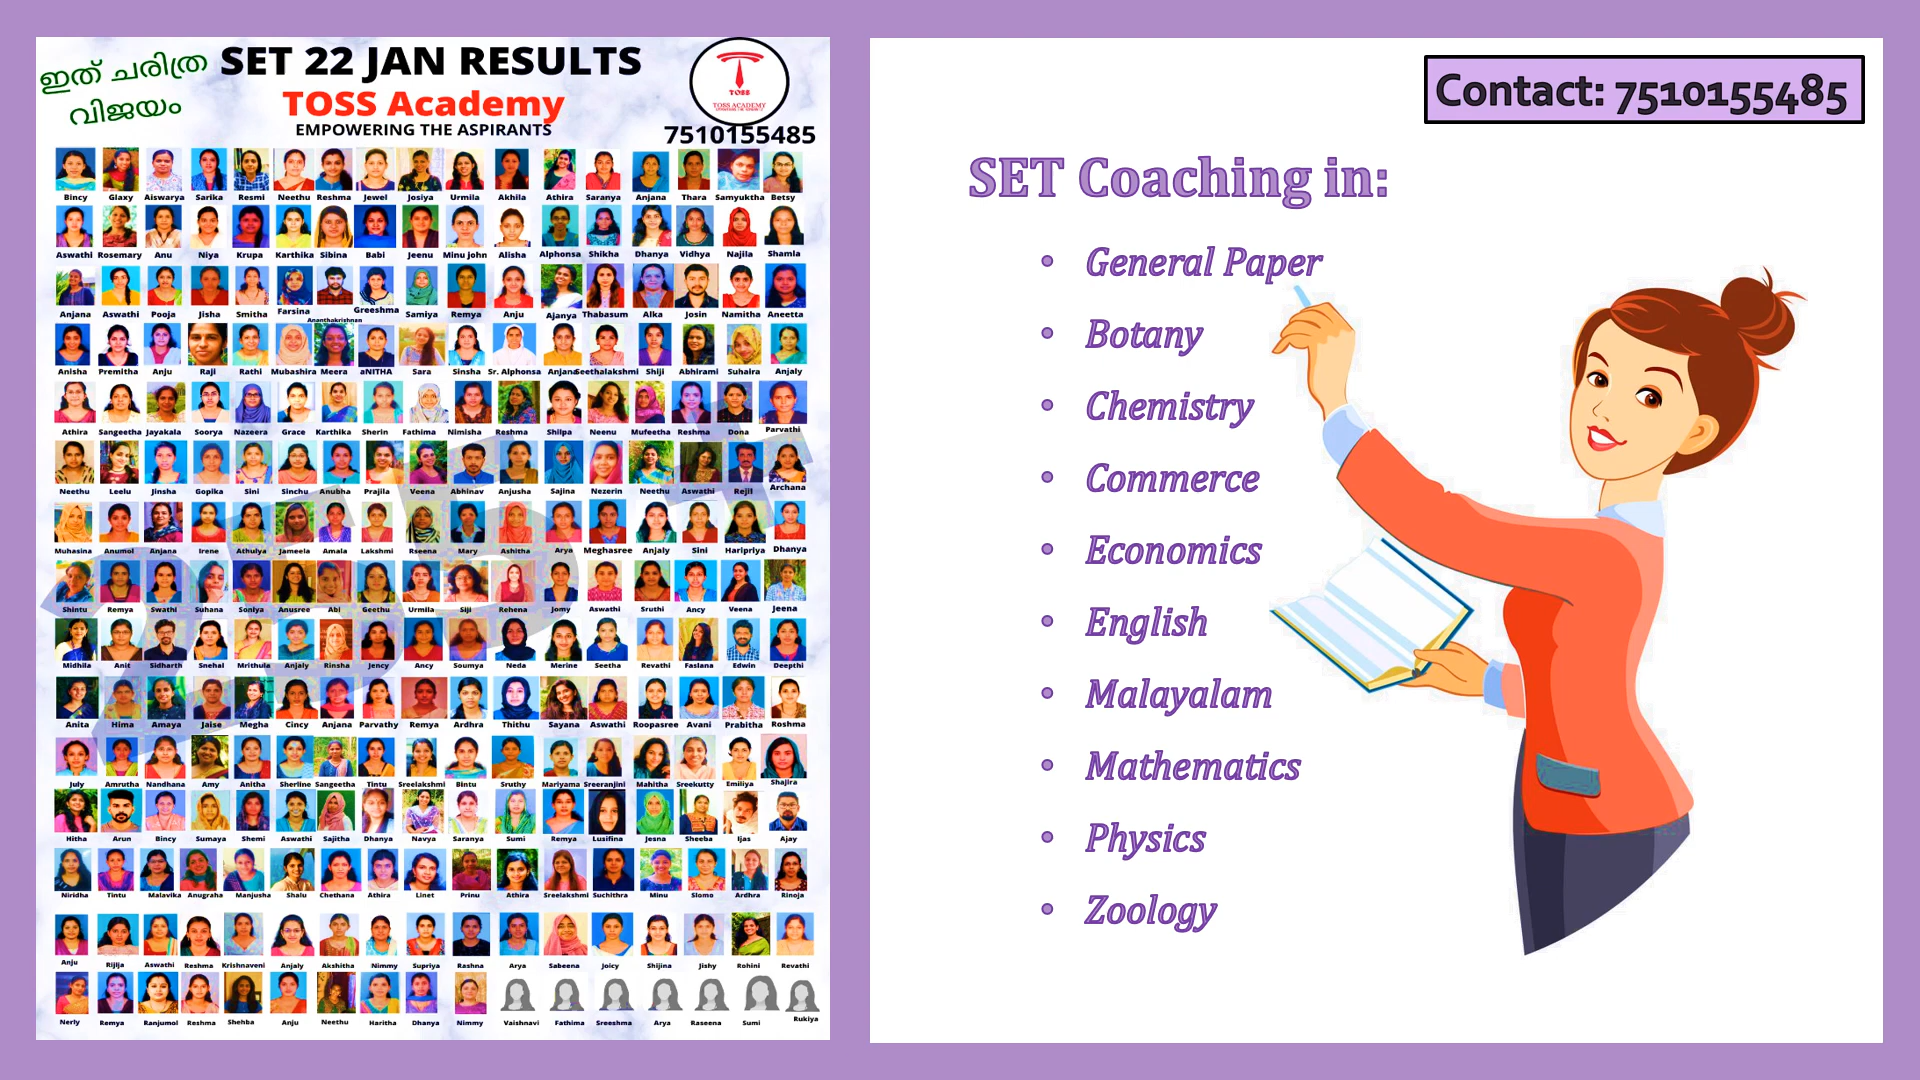 ഇത് ചരിത്ര
വിജയം
SET 22 JAN RESULTS
TOSS Academy
EMPOWERING THE ASPIRANTS
TOSS
TOSS ACADEMY
7510155485
Bincy Glaxy Aiswarya Sarika Resmi Neethu Reshma Jewel Josiya Urmila Akhila Athira Saranya Anjana Thara Samyuktha Betsy
Aswathi Rosemary Anu Niya Krupa Karthika Sibina Babi Jeenu Minu John Alisha Alphonsa Shikha Dhanya Vidhya Najila Shamla
Anjana Aswathi Pooja Jisha Smitha Farsina Ananthakrishnan Greeshma Samiya Remya Anju Ajanya Thabasum Alka Josin Namitha Aneetta
Anisha Premitha Anju Raji Rathi Mubashira Meera aNITHA Sara Sinsha Sr. Alphonsa Anjana Seethalakshmi Shiji Abhirami Suhaira Anjaly
Athira Sangeetha Jayakala Soorya Nazeera Grace Karthika Sherin Fathima Nimisha Reshma Shilpa Neenu Mufeetha Reshma Dona Parvathi
Neethu Leelu Jinsha Gopika Sini Sinchu Anubha Prajila Veena Abhinav Anjusha Sajina Nezerin Neethu Aswathi Rejil Archana
Muhasina Anumol Anjana Irene Athulya Jameela Amala Lakshmi Rseena Mary Ashitha Arya Meghasree Anjaly Sini Haripriya Dhanya
Shintu Remya Swathi Suhana Soniya Anusree Abi Geethu Urmila Siji Rehena Jomy Aswathi Sruthi Ancy Veena Jeena
Midhila Anit Sidharth Snehal Mrithula Anjaly Rinsha Jency Ancy Soumya Neda Merine Seetha Revathi Faslana Edwin Deepthi
Anita Hima Amaya Jaise Megha Cincy Anjana Parvathy Remya Ardhra Thithu Sayana Aswathi Roopasree Avani Prabitha Roshma
July Amrutha Nandhana Amy Anitha Sherine Sangeetha Tintu Sreelakshmi Bintu Sruthy Mariyama Sreeranjini Mahitha Sreekutty Emiliya Shajira
Hitha Arun Bincy Sumaya Shemi Aswathi Sajitha Dhanya Navya Saranya Sumi Remya Lusifina Jesna Sheeba Ijas Ajay
Niridha Tintu Malavika Anugraha Manjusha Shalu Chethana Athira Linet Prinu Athira Sreelakshmi Suchithra Minu Slomo Ardhra Rinoja
Anju Rijija Aswathi Reshma Krishnaveni Anjaly Akshitha Nimmy Supriya Rashna Arya Sabeena Joicy Shijina Jishy Rohini Revathi
Nerly Remya Ranjumol Reshma Shehba Anju Neethu Haritha Dhanya Nimmy Vaishnavi Fathima Sreeshma Arya Raseena Sumi Rukiya
Contact: 7510155485
SET Coaching in:
• General Paper
• Botany
• Chemistry
• Commerce
• Economics
• English
• Malayalam
• Mathematics
• Physics
• Zoology